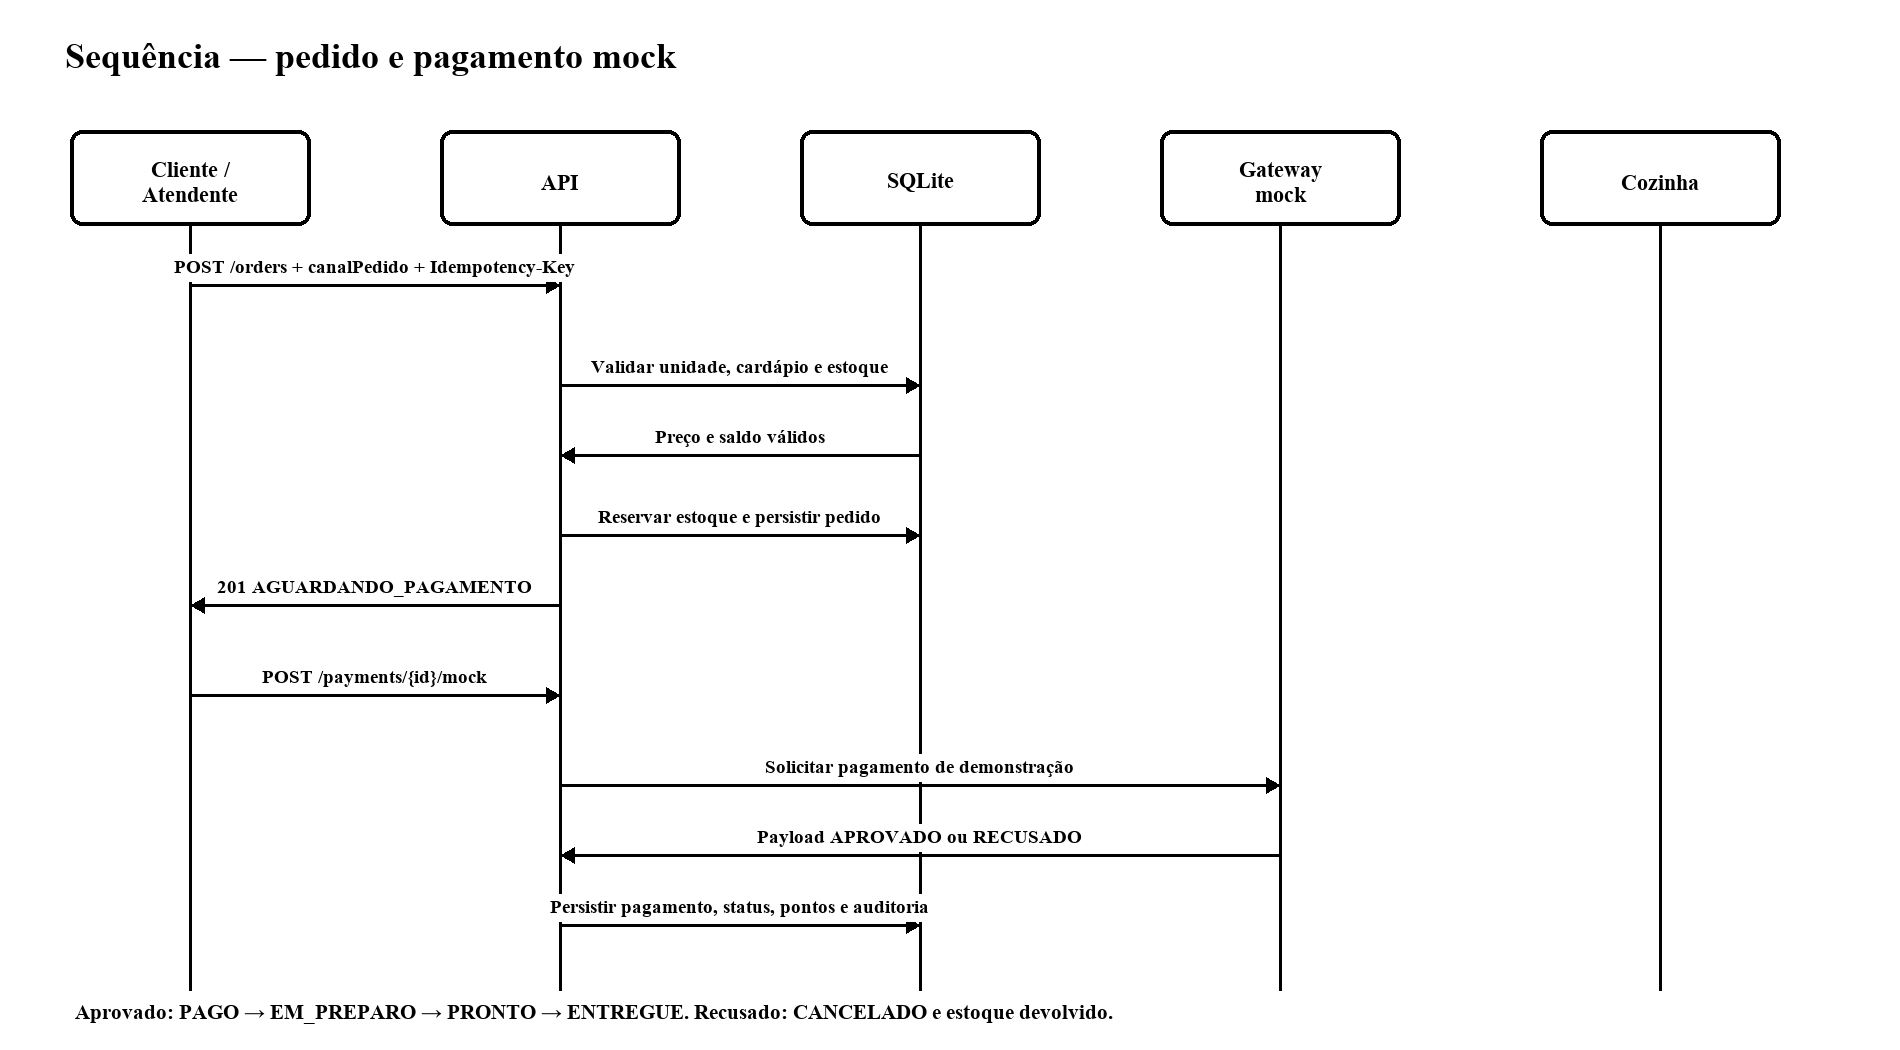 Sequência — pedido e pagamento mock
Cliente /
Atendente
API
SQLite
Gateway
mock
Cozinha
POST /orders + canalPedido + Idempotency-Key
Validar unidade, cardápio e estoque
Preço e saldo válidos
Reservar estoque e persistir pedido
201 AGUARDANDO_PAGAMENTO
POST /payments/{id}/mock
Solicitar pagamento de demonstração
Payload APROVADO ou RECUSADO
Persistir pagamento, status, pontos e auditoria
Aprovado: PAGO → EM_PREPARO → PRONTO → ENTREGUE. Recusado: CANCELADO e estoque devolvido.